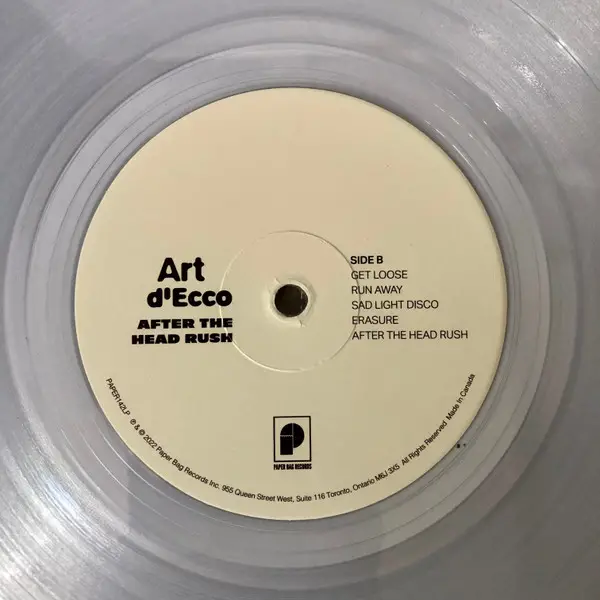 Art
d'Ecco
AFTER THE
HEAD RUSH
SIDE B
GET LOOSE
RUN AWAY
SAD LIGHT DISCO
ERASURE
AFTER THE HEAD RUSH
PAPER BAG RECORDS
PAPER142LP ℗ & © 2022 Paper Bag Records Inc. 955 Queen Street West, Suite 116 Toronto, Ontario M6J 3X5 All Rights Reserved Made In Canada